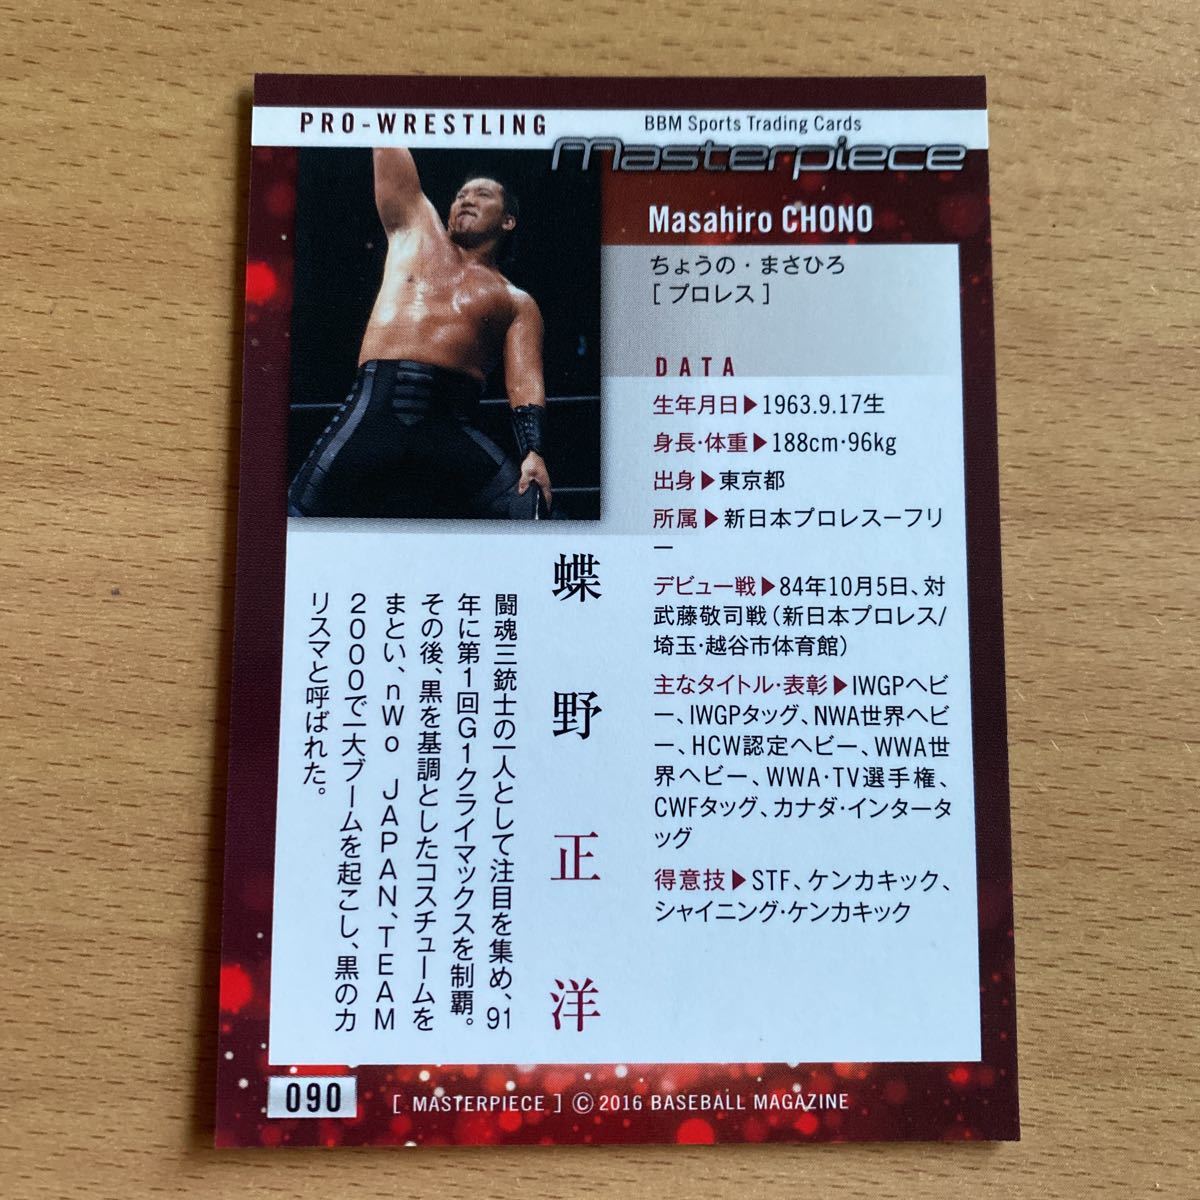 PRO-WRESTLING
BBM Sports Trading Cards
Masterpiece
Masahiro CHONO
ちょうの・まさひろ
[ プロレス ]
DATA
生年月日▶1963.9.17生
身長・体重▶188cm・96kg
出身▶東京都
所属▶新日本プロレスーフリ
ー
デビュー戦▶84年10月5日、対
武藤敬司戦(新日本プロレス/
埼玉・越谷市体育館)
主なタイトル・表彰▶IWGPヘビ
ー、IWGPタッグ、NWA世界ヘビ
ー、HCW認定ヘビー、WWA世
界ヘビー、WWA・TV選手権、
CWFタッグ、カナダ・インタータ
ッグ
得意技▶STF、ケンカキック、
シャイニング・ケンカキック
蝶野正洋
闘魂三銃士の一人として注目を集め、91
年に第1回G1クライマックスを制覇。
その後、黒を基調としたコスチュームを
まとい、nWo JAPAN、TEAM
2000で一大ブームを起こし、黒のカ
リスマと呼ばれた。
090
[ MASTERPIECE ] © 2016 BASEBALL MAGAZINE